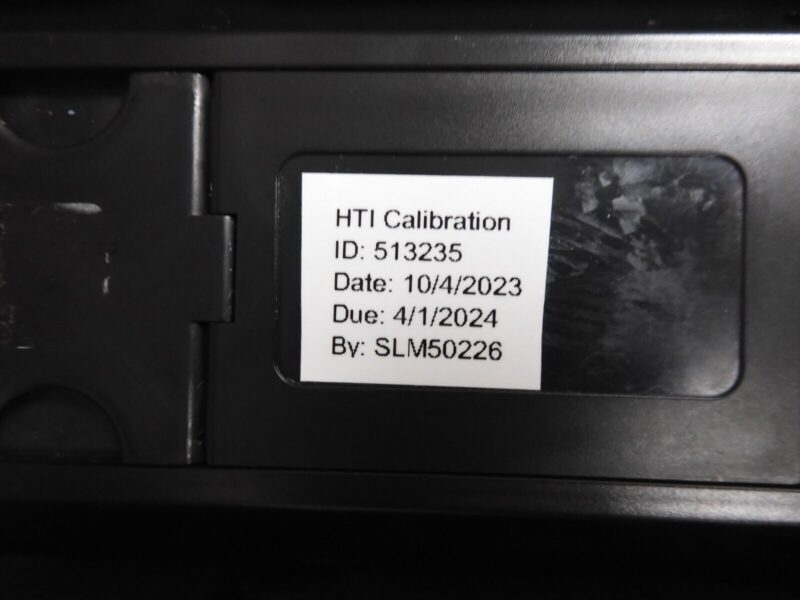 HTI Calibration
ID: 513235
Date: 10/4/2023
Due: 4/1/2024
By: SLM50226